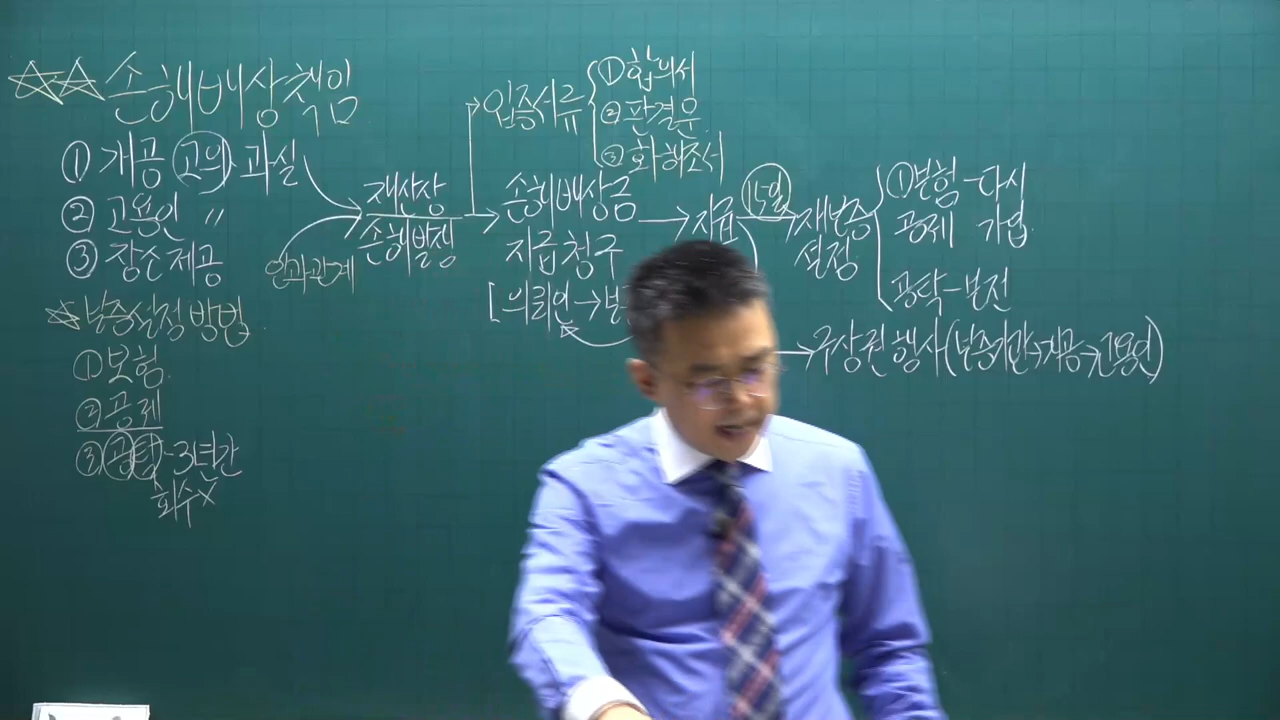 ☆☆ 손해배상책임
① 개공 고의, 과실
② 고용인 〃
③ 장소제공
인과관계
재산상
손해발생
입증서류
① 합의서
② 판결문
③ 화해조서
손해배상금
지급청구
[의뢰인→보
지급
15일
재보증
설정
① 보험-다시
공제 가입
공탁-보전
구상권 행사(보증기관→개공→고용인)
☆ 보증설정 방법
① 보험
② 공제
③ 공탁-3년간
회수X